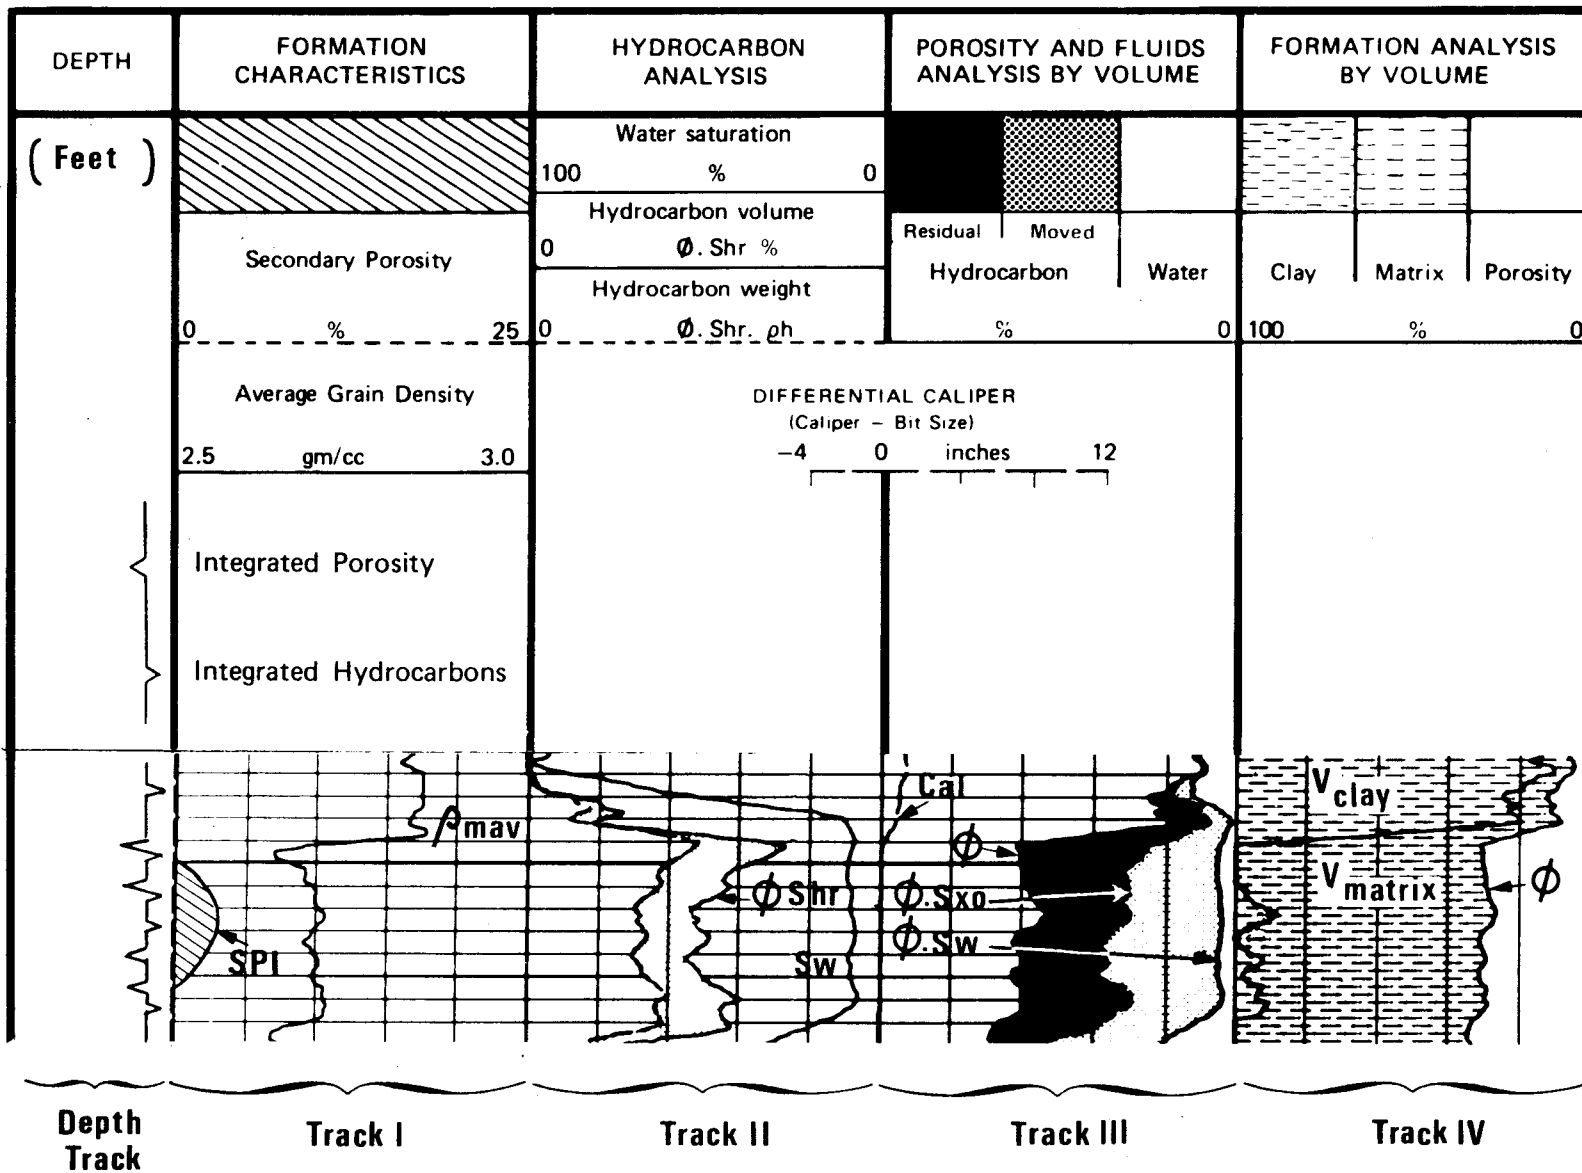 DEPTH
FORMATION
CHARACTERISTICS
HYDROCARBON
ANALYSIS
POROSITY AND FLUIDS
ANALYSIS BY VOLUME
FORMATION ANALYSIS
BY VOLUME
(Feet)
Secondary Porosity
0 % 25
Average Grain Density
2.5 gm/cc 3.0
Integrated Porosity
Integrated Hydrocarbons
Water saturation
100 % 0
Hydrocarbon volume
0 Ø. Shr %
Hydrocarbon weight
0 Ø. Shr. ρh
Residual Moved
Hydrocarbon Water
% 0
Clay Matrix Porosity
100 % 0
DIFFERENTIAL CALIPER
(Caliper – Bit Size)
–4 0 inches 12
ρmav
SPI
Ø Shr
Sw
Cal
Ø
Ø.Sxo
Ø.Sw
Vclay
Vmatrix
Ø
Depth
Track
Track I
Track II
Track III
Track IV